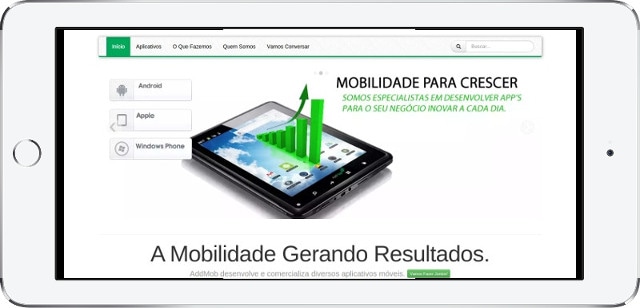 Início Aplicativos O Que Fazemos Quem Somos Vamos Conversar Buscar...
MOBILIDADE PARA CRESCER
SOMOS ESPECIALISTAS EM DESENVOLVER APP'S
PARA O SEU NEGÓCIO INOVAR A CADA DIA.
Android
Apple
Windows Phone
A Mobilidade Gerando Resultados.
AddMob desenvolve e comercializa diversos aplicativos móveis.